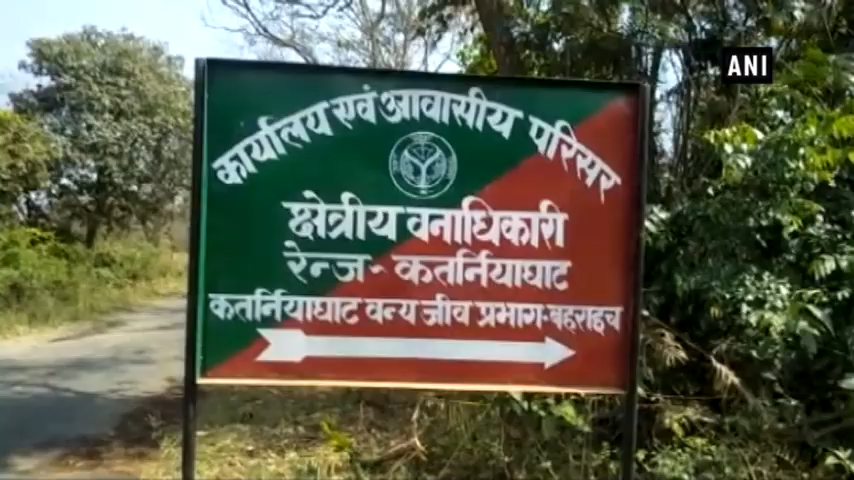 ANI
कार्यालय एवं आवासीय परिसर
क्षेत्रीय वनाधिकारी
रेन्ज - कतर्नियाघाट
कतर्नियाघाट वन्य जीव प्रभाग-बहराइच